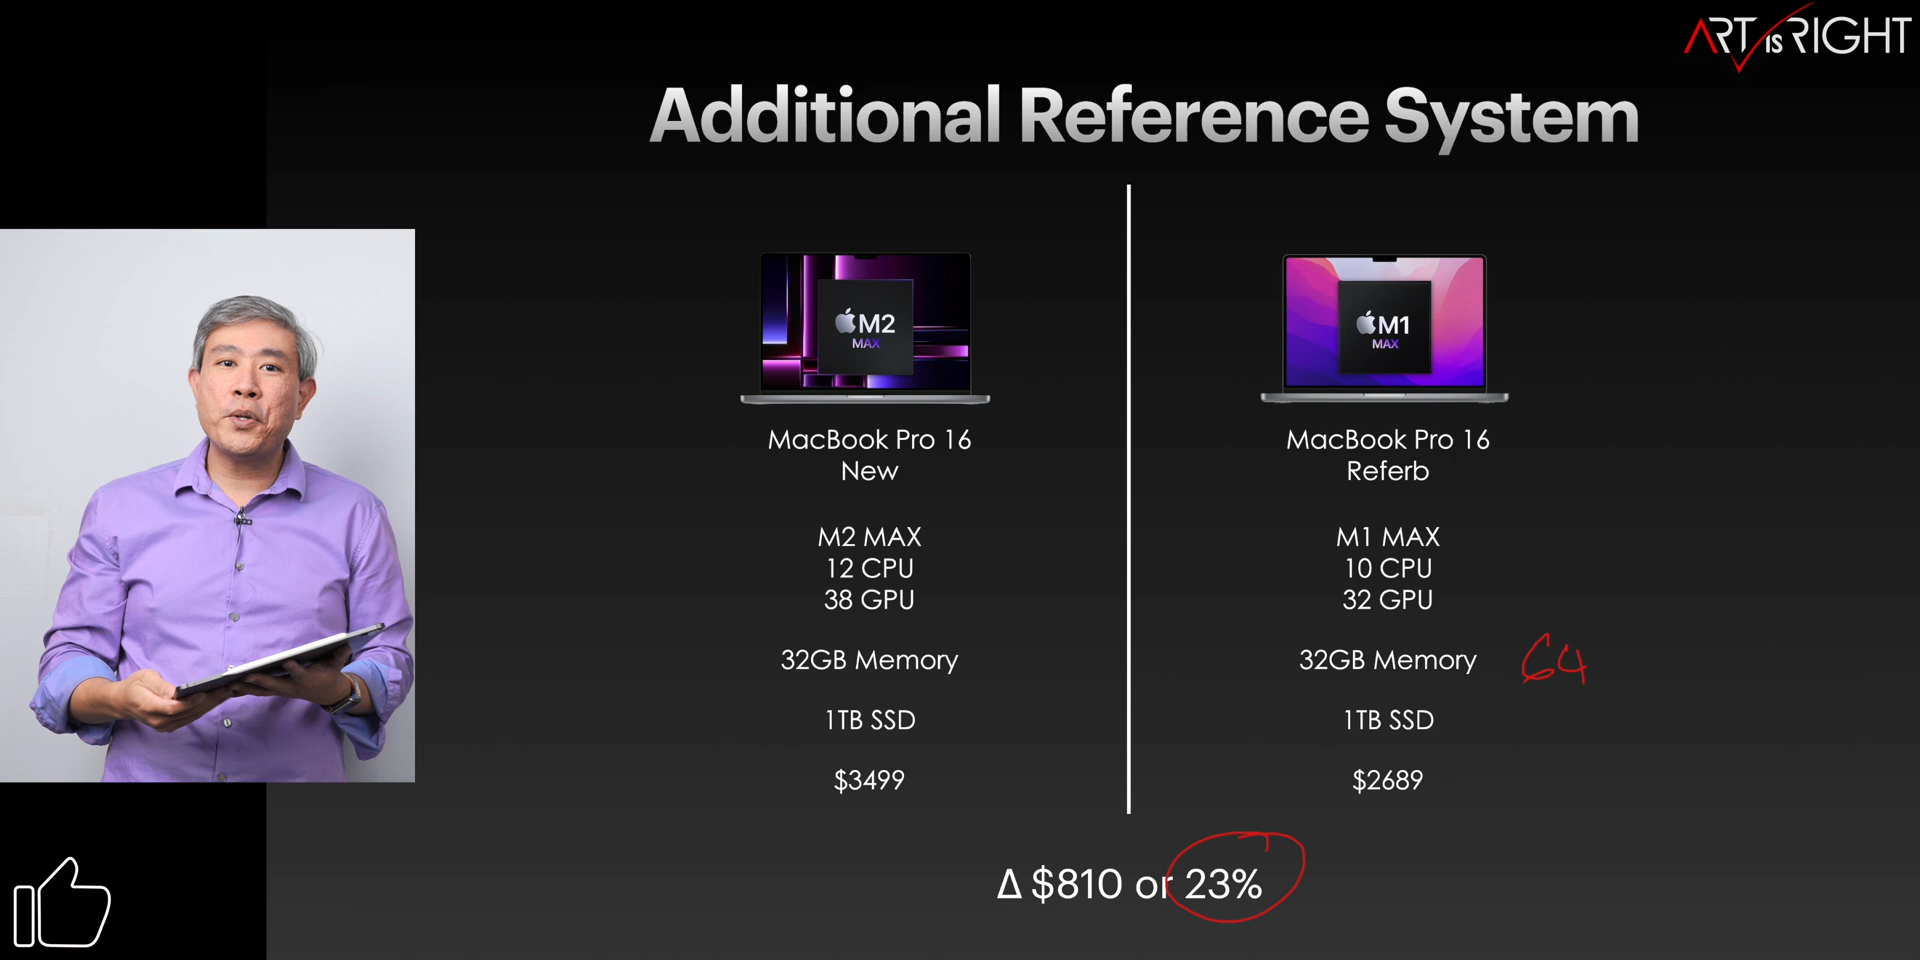 ART IS RIGHT
Additional Reference System
M2
MAX
MacBook Pro 16
New
M2 MAX
12 CPU
38 GPU
32GB Memory
1TB SSD
$3499
M1
MAX
MacBook Pro 16
Referb
M1 MAX
10 CPU
32 GPU
32GB Memory 64
1TB SSD
$2689
Δ $810 or 23%